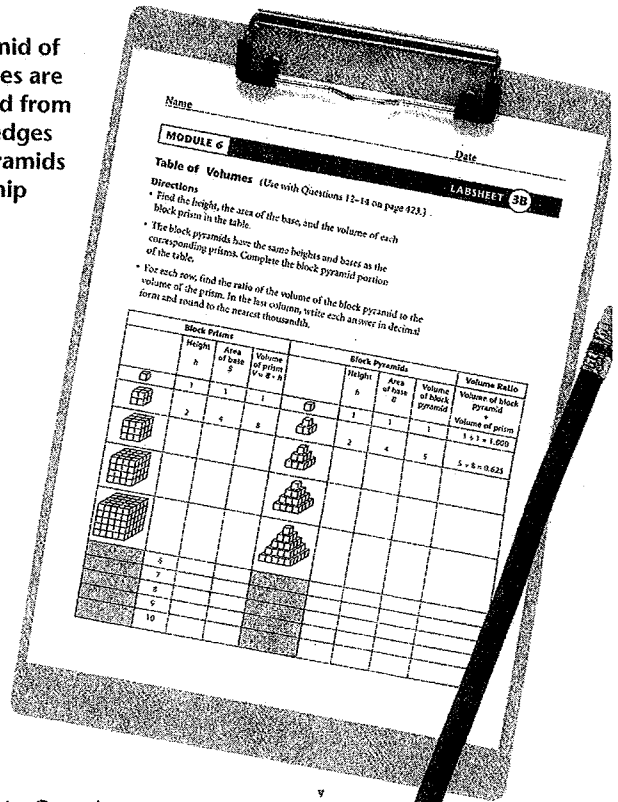 nid of
es are
d from
edges
ramids
hip
Name
Date
MODULE 6
LABSHEET 3B
Table of Volumes (Use with Questions 12–14 on page 423.)
Directions
• Find the height, the area of the base, and the volume of each
block prism in the table.
• The block pyramids have the same heights and bases as the
corresponding prisms. Complete the block pyramid portion
of the table.
• For each row, find the ratio of the volume of the block pyramid to the
volume of the prism. In the last column, write each answer in decimal
form and round to the nearest thousandth.
Block Prisms Block Pyramids Volume Ratio
Height h Area of base B Volume of prism V = B • h Height h Area of base B Volume of block pyramid Volume of block pyramid ÷ Volume of prism
1 1 1 1 1 1 1 ÷ 1 = 1.000
2 4 8 2 4 5 5 ÷ 8 = 0.625
6
7
8
9
10